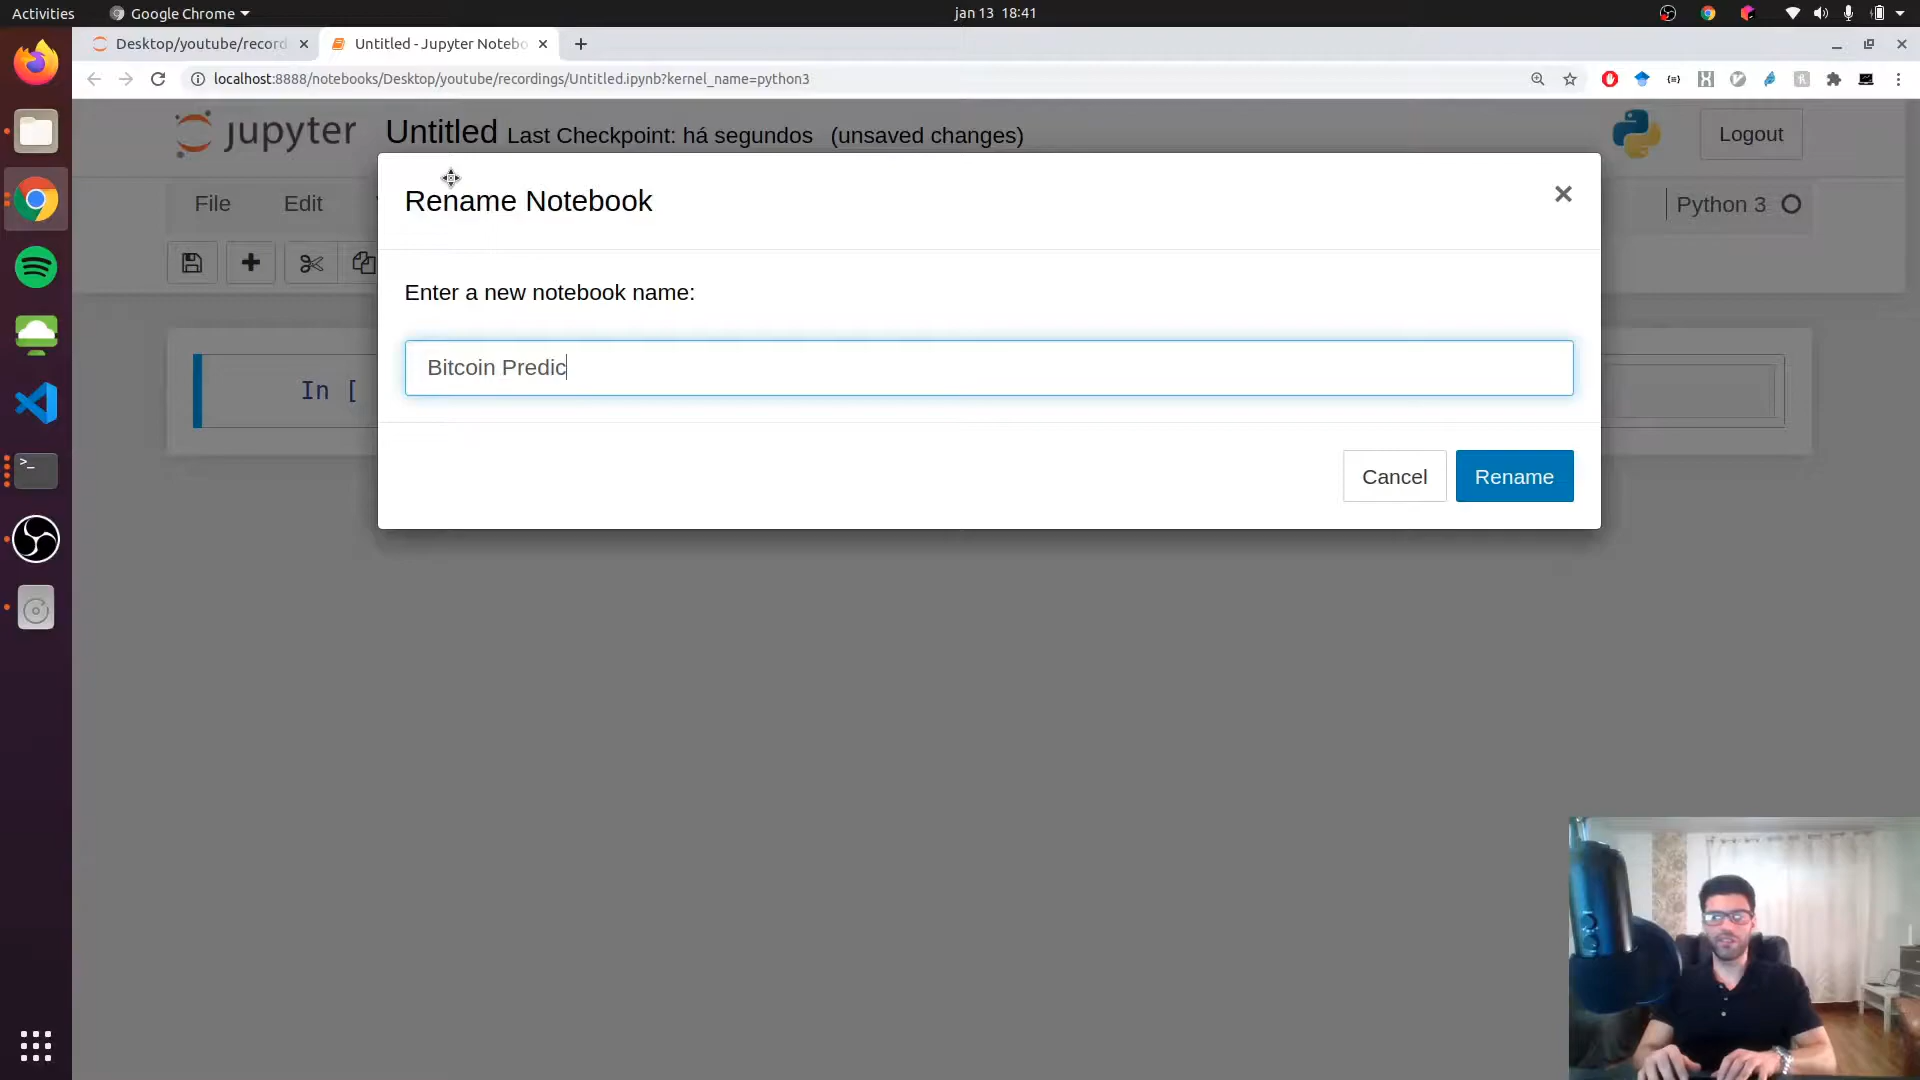 Activities Google Chrome jan 13 18:41
Desktop/youtube/record Untitled - Jupyter Notebo
localhost:8888/notebooks/Desktop/youtube/recordings/Untitled.ipynb?kernel_name=python3
jupyter Untitled Last Checkpoint: há segundos (unsaved changes) Logout
Rename Notebook
File Edit Python 3
Enter a new notebook name:
Bitcoin Predic
In [
Cancel Rename